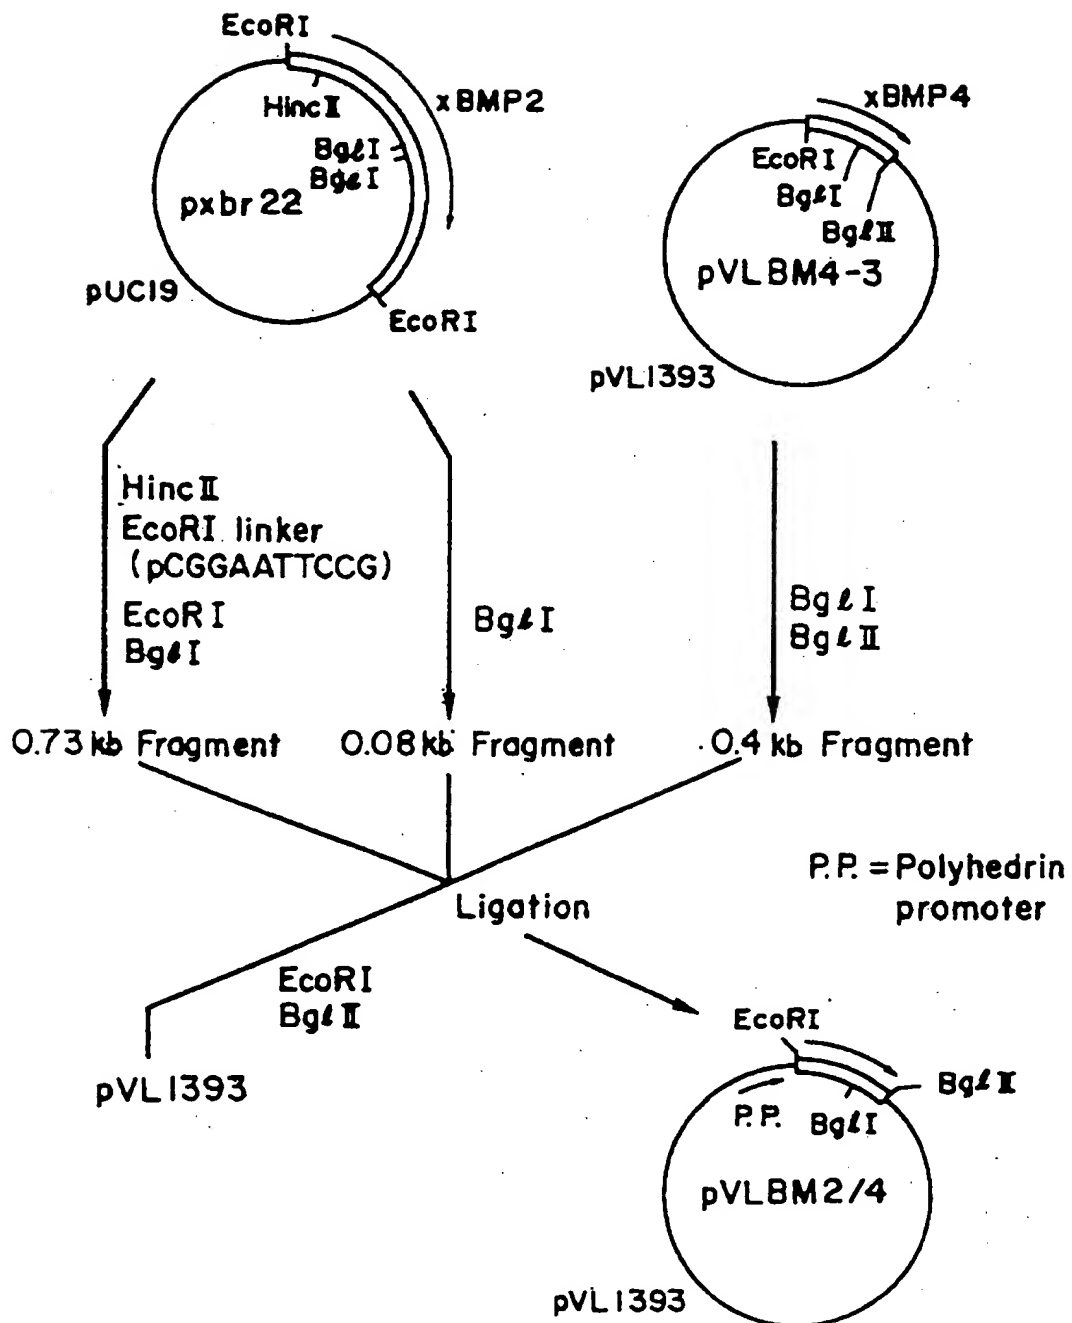 EcoRI
HincII
xBMP2
BglI
BglI
pxbr22
pUC19
EcoRI
xBMP4
EcoRI
BglI
BglII
pVLBM4-3
pVL1393
HincII
EcoRI linker
(pCGGAATTCCG)
EcoRI
BglI
BglI
BglI
BglII
0.73 kb Fragment
0.08 kb Fragment
0.4 kb Fragment
Ligation
P.P. = Polyhedrin
promoter
EcoRI
BglII
pVL1393
EcoRI
BglII
P.P.
BglI
pVLBM2/4
pVL1393